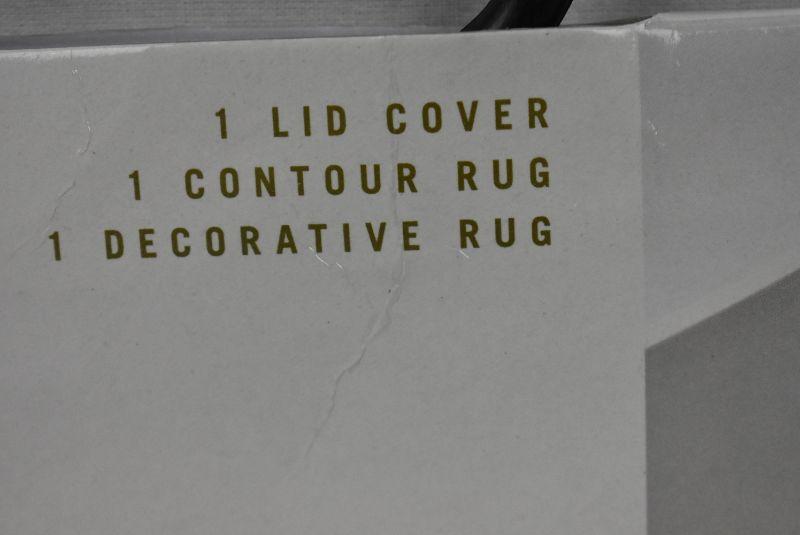 1 LID COVER
1 CONTOUR RUG
1 DECORATIVE RUG